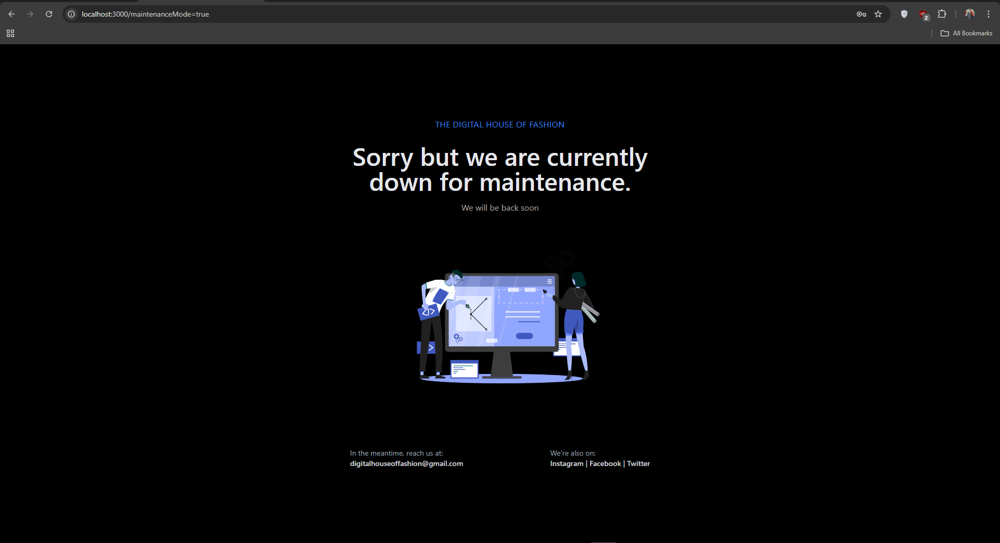 localhost:3000/maintenanceMode=true
2
All Bookmarks
THE DIGITAL HOUSE OF FASHION
Sorry but we are currently
down for maintenance.
We will be back soon
</>
In the meantime, reach us at:
digitalhouseoffashion@gmail.com
We're also on:
Instagram | Facebook | Twitter